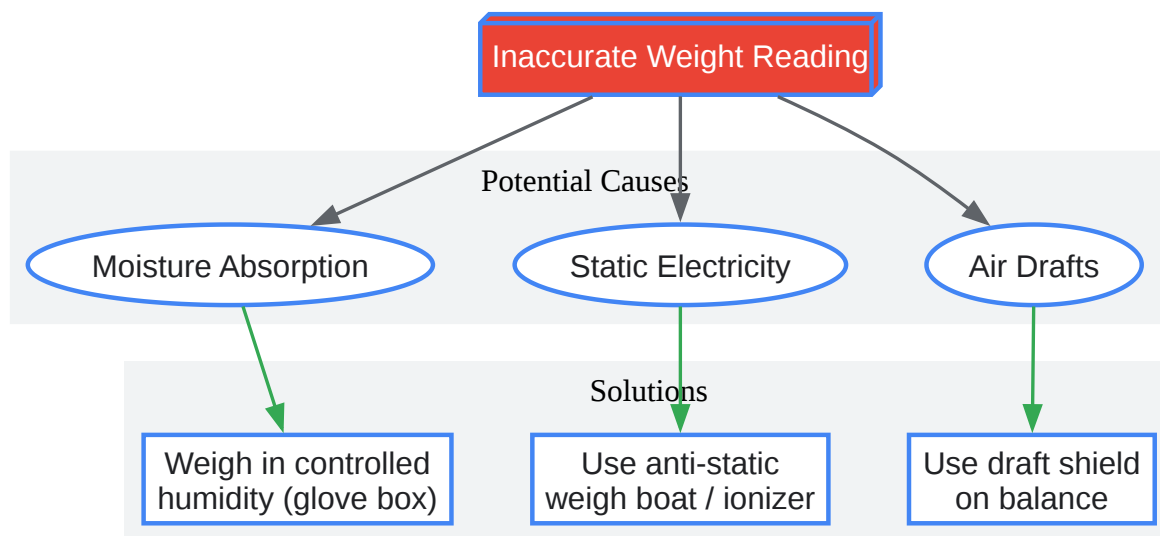 Inaccurate Weight Reading
Potential Causes
Moisture Absorption
Static Electricity
Air Drafts
Solutions
Weigh in controlled
humidity (glove box)
Use anti-static
weigh boat / ionizer
Use draft shield
on balance